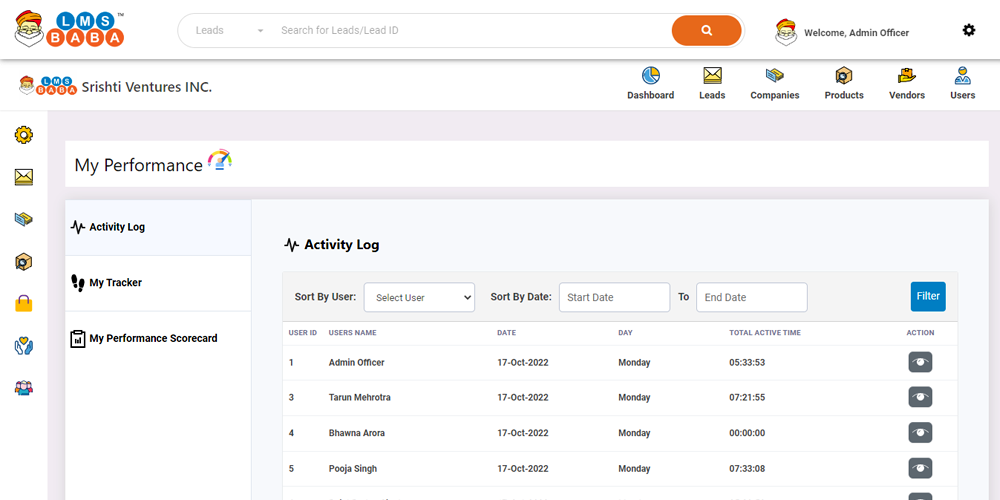 LMS BABA ™
Leads
Search for Leads/Lead ID
Welcome, Admin Officer
LMS BABA
Srishti Ventures INC.
Dashboard
Leads
Companies
Products
Vendors
Users
My Performance
Activity Log
My Tracker
My Performance Scorecard
Activity Log
Sort By User: Select User Sort By Date: Start Date To End Date Filter
USER ID USERS NAME DATE DAY TOTAL ACTIVE TIME ACTION
1 Admin Officer 17-Oct-2022 Monday 05:33:53
3 Tarun Mehrotra 17-Oct-2022 Monday 07:21:55
4 Bhawna Arora 17-Oct-2022 Monday 00:00:00
5 Pooja Singh 17-Oct-2022 Monday 07:33:08